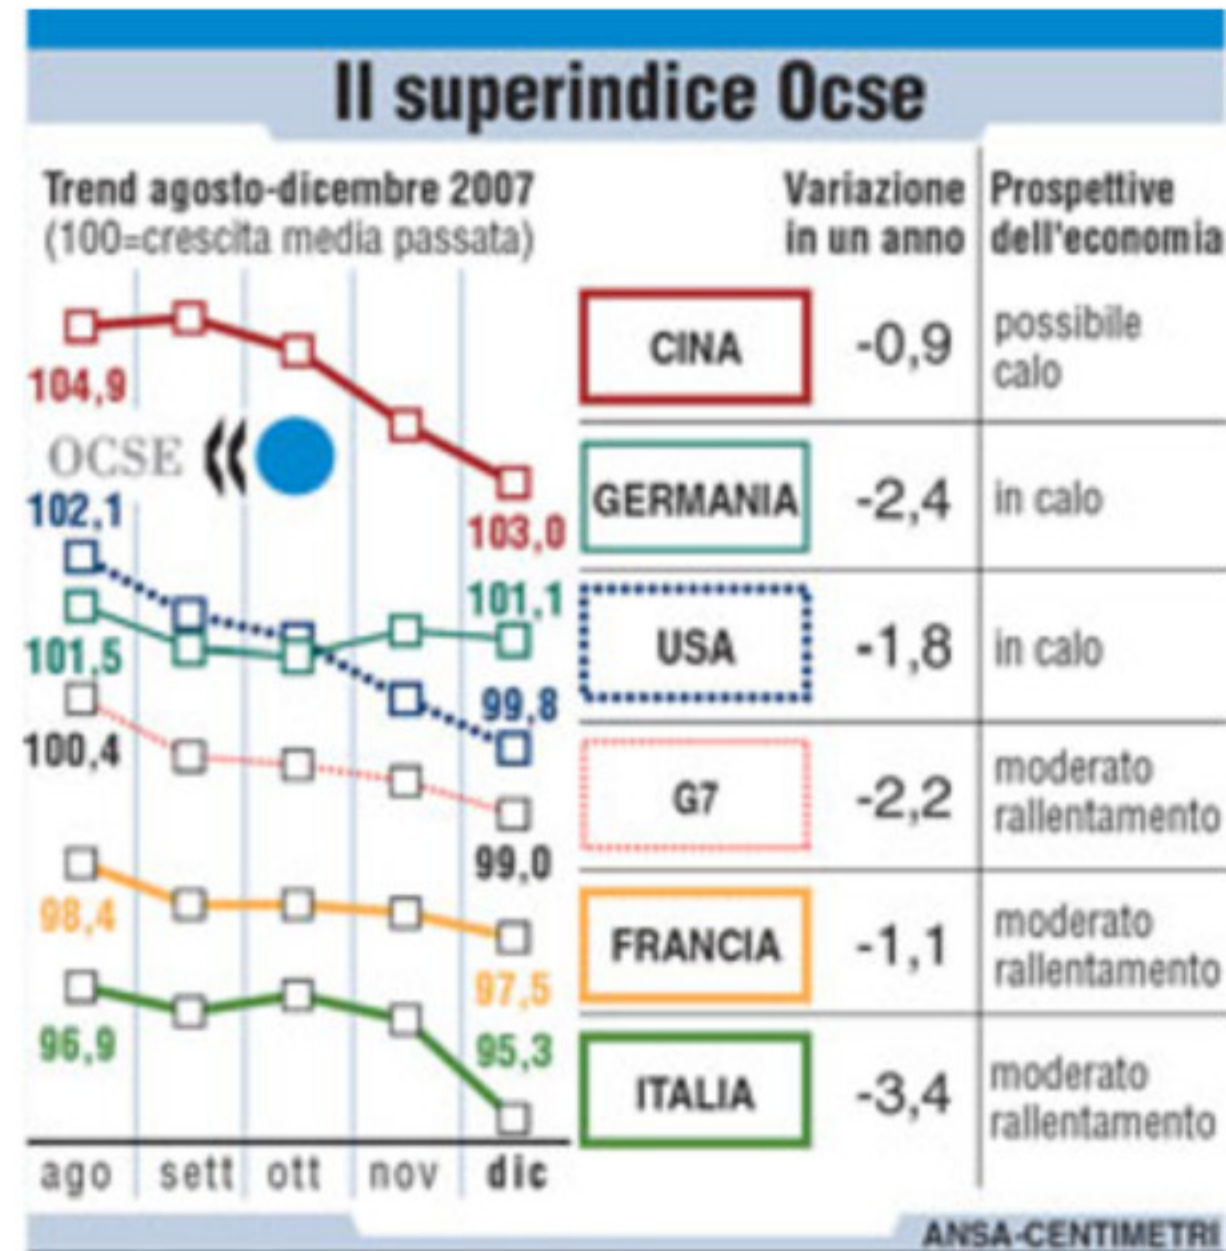 Il superindice Ocse
Trend agosto-dicembre 2007
(100=crescita media passata)
Variazione
in un anno
Prospettive
dell'economia
104,9
OCSE
102,1
103,0
101,1
101,5
99,8
100,4
99,0
98,4
97,5
96,9
95,3
ago sett ott nov dic
CINA -0,9 possibile
calo
GERMANIA -2,4 in calo
USA -1,8 in calo
G7 -2,2 moderato
rallentamento
FRANCIA -1,1 moderato
rallentamento
ITALIA -3,4 moderato
rallentamento
ANSA-CENTIMETRI